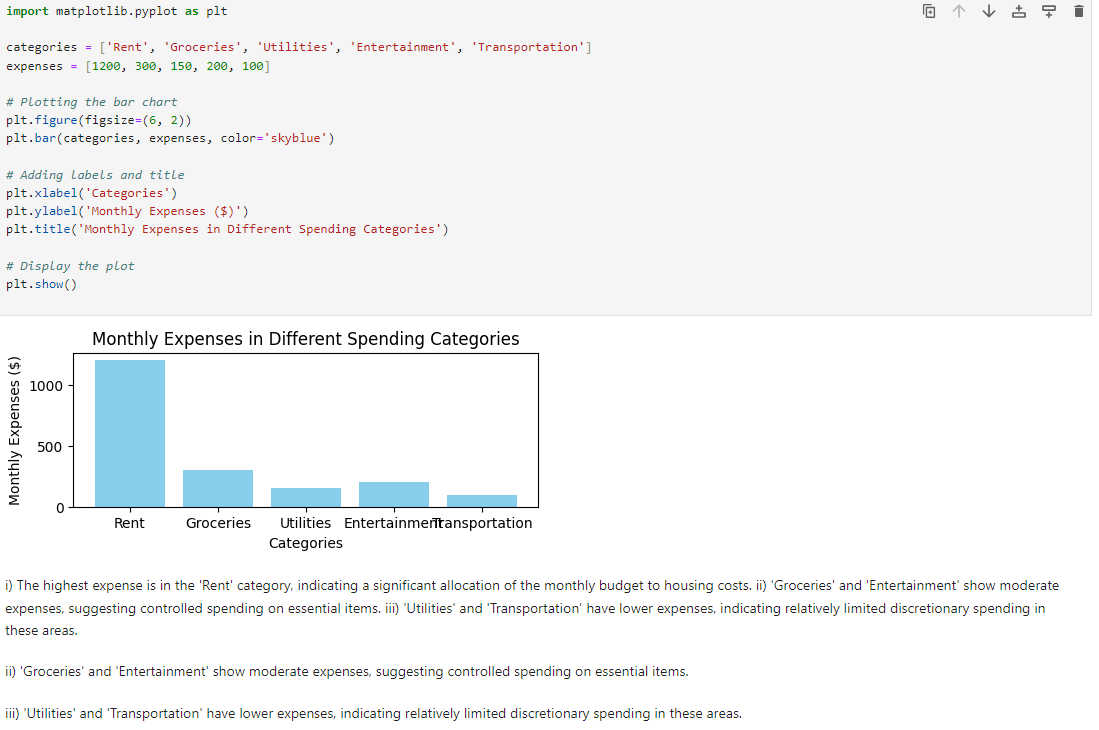 import matplotlib.pyplot as plt
categories = ['Rent', 'Groceries', 'Utilities', 'Entertainment', 'Transportation']
expenses = [1200, 300, 150, 200, 100]
# Plotting the bar chart
plt.figure(figsize=(6, 2))
plt.bar(categories, expenses, color='skyblue')
# Adding labels and title
plt.xlabel('Categories')
plt.ylabel('Monthly Expenses ($)')
plt.title('Monthly Expenses in Different Spending Categories')
# Display the plot
plt.show()
Monthly Expenses in Different Spending Categories
Monthly Expenses ($)
1000
500
0
Rent Groceries Utilities Entertainment Transportation
Categories
i) The highest expense is in the 'Rent' category, indicating a significant allocation of the monthly budget to housing costs. ii) 'Groceries' and 'Entertainment' show moderate
expenses, suggesting controlled spending on essential items. iii) 'Utilities' and 'Transportation' have lower expenses, indicating relatively limited discretionary spending in
these areas.
ii) 'Groceries' and 'Entertainment' show moderate expenses, suggesting controlled spending on essential items.
iii) 'Utilities' and 'Transportation' have lower expenses, indicating relatively limited discretionary spending in these areas.